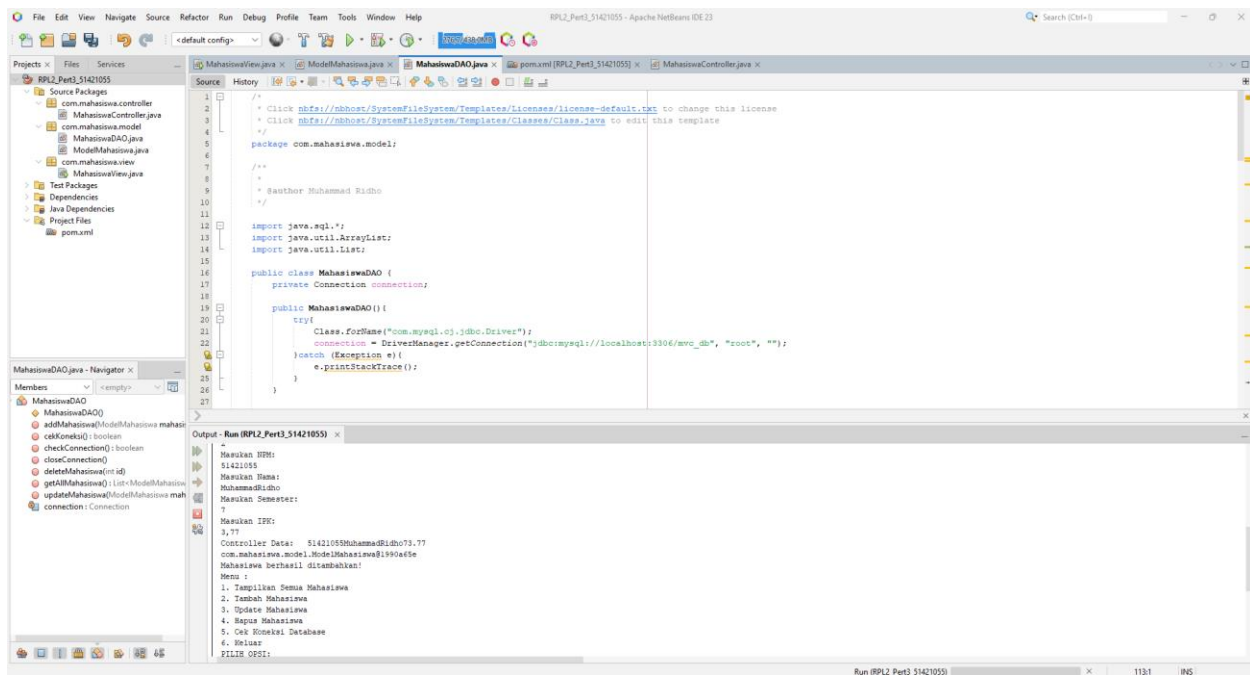 File Edit View Navigate Source Refactor Run Debug Profile Team Tools Window Help
RPL2_Pert3_51421055 - Apache NetBeans IDE 23
Search (Ctrl+I)
<default config>
Projects
Files
Services
RPL2_Pert3_51421055
Source Packages
com.mahasiswa.controller
MahasiswaController.java
com.mahasiswa.model
MahasiswaDAO.java
ModelMahasiswa.java
com.mahasiswa.view
MahasiswaView.java
Test Packages
Dependencies
Java Dependencies
Project Files
pom.xml
MahasiswaDAO.java - Navigator
Members
<empty>
MahasiswaDAO
MahasiswaDAO()
addMahasiswa(ModelMahasiswa mahasis
cekKoneksi() : boolean
checkConnection() : boolean
closeConnection()
deleteMahasiswa(int id)
getAllMahasiswa() : List<ModelMahasisw
updateMahasiswa(ModelMahasiswa mah
connection : Connection
MahasiswaView.java
ModelMahasiswa.java
MahasiswaDAO.java
pom.xml [RPL2_Pert3_51421055]
MahasiswaController.java
Source History
1 /*
2 * Click nbfs://nbhost/SystemFileSystem/Templates/Licenses/license-default.txt to change this license
3 * Click nbfs://nbhost/SystemFileSystem/Templates/Classes/Class.java to edit this template
4 */
5 package com.mahasiswa.model;
6
7 /**
8 *
9 * @author Muhammad Ridho
10 */
11
12 import java.sql.*;
13 import java.util.ArrayList;
14 import java.util.List;
15
16 public class MahasiswaDAO {
17 private Connection connection;
18
19 public MahasiswaDAO(){
20 try{
21 Class.forName("com.mysql.cj.jdbc.Driver");
22 connection = DriverManager.getConnection("jdbc:mysql://localhost:3306/mvc_db", "root", "");
}catch (Exception e){
e.printStackTrace();
25 }
26 }
27
Output - Run (RPL2_Pert3_51421055)
Masukan NPM:
51421055
Masukan Nama:
MuhammadRidho
Masukan Semester:
7
Masukan IPK:
3,77
Controller Data: 51421055MuhammadRidho73.77
com.mahasiswa.model.ModelMahasiswa@1990a65e
Mahasiswa berhasil ditambahkan!
Menu :
1. Tampilkan Semua Mahasiswa
2. Tambah Mahasiswa
3. Update Mahasiswa
4. Hapus Mahasiswa
5. Cek Koneksi Database
6. Keluar
PILIH OPSI:
Run (RPL2_Pert3_51421055)
113:1
INS